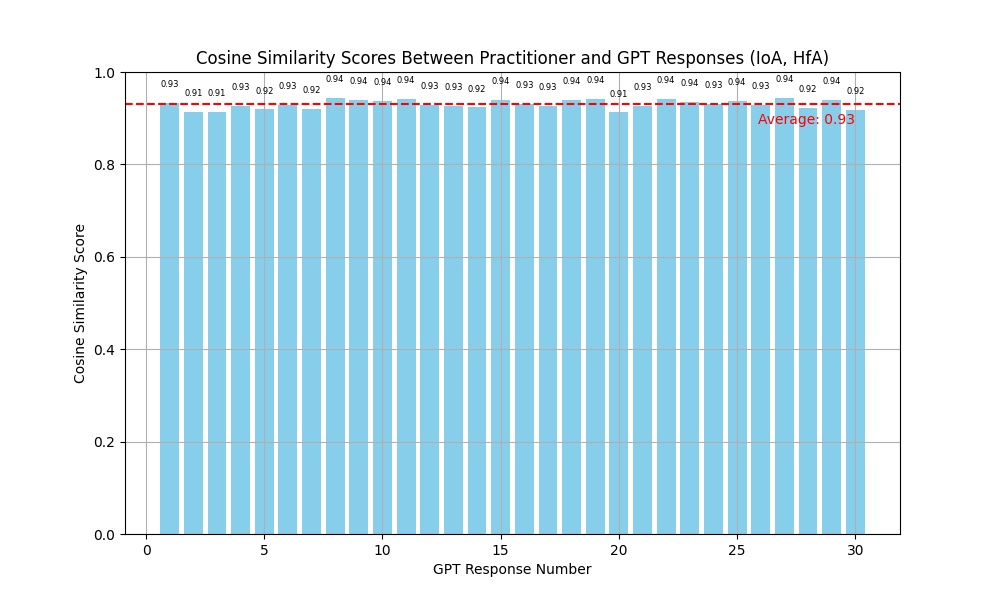 Cosine Similarity Scores Between Practitioner and GPT Responses (IoA, HfA)
1.0
0.8
0.6
0.4
0.2
0.0
Cosine Similarity Score
0.93 0.91 0.91 0.93 0.92 0.93 0.92 0.94 0.94 0.94 0.94 0.93 0.93 0.92 0.94 0.93 0.93 0.94 0.94 0.91 0.93 0.94 0.94 0.93 0.94 0.93 0.94 0.92 0.94 0.92
Average: 0.93
0 5 10 15 20 25 30
GPT Response Number